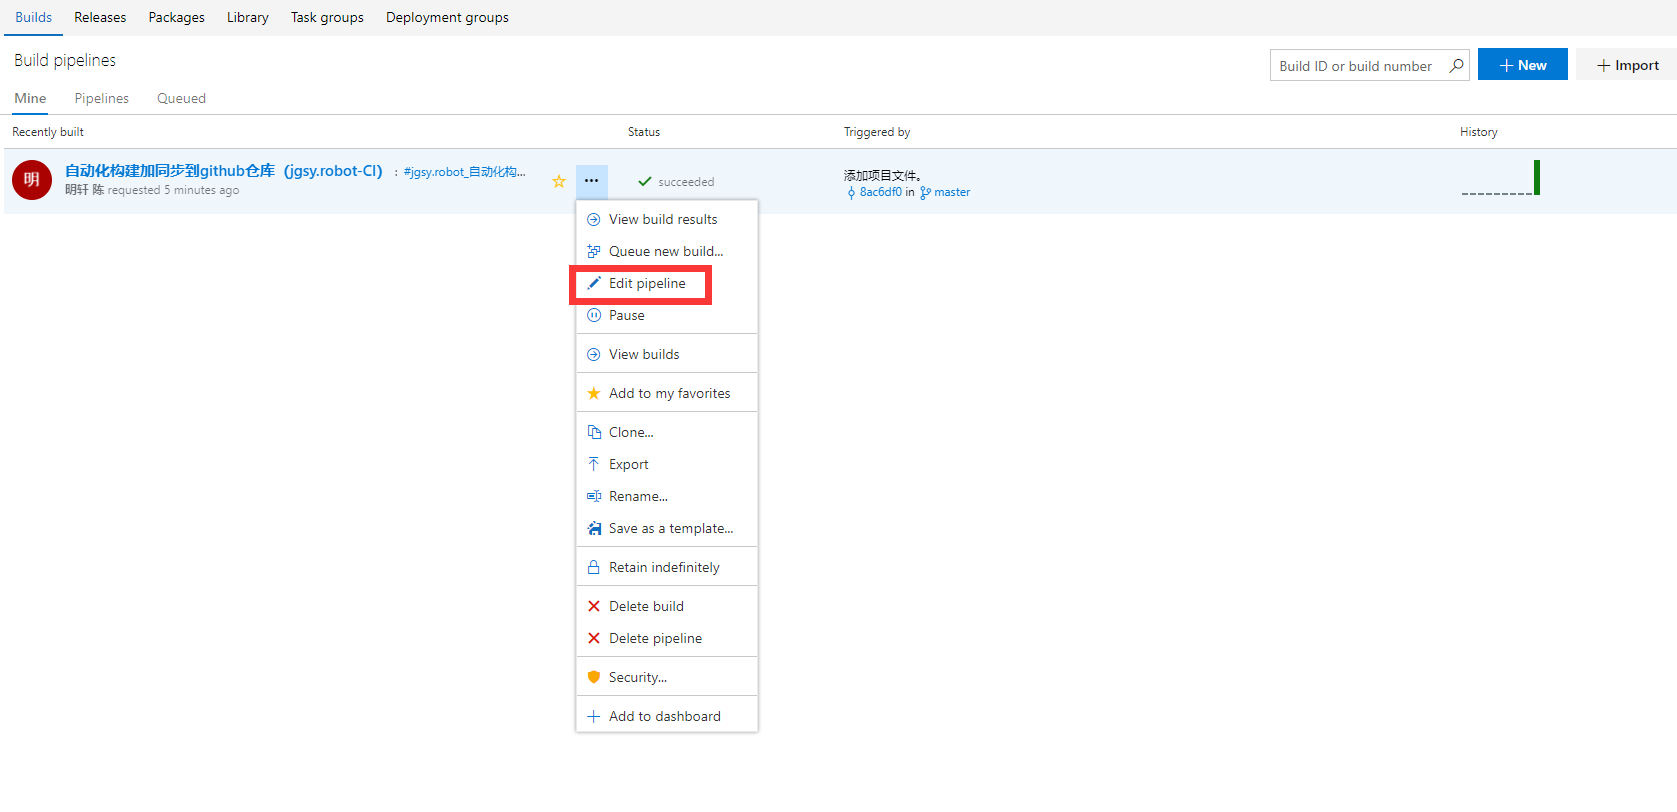 Builds Releases Packages Library Task groups Deployment groups
Build pipelines
Build ID or build number
New
Import
Mine Pipelines Queued
Recently built Status Triggered by History
明
自动化构建加同步到github仓库（jgsy.robot-CI） : #jgsy.robot_自动化构...
明轩 陈 requested 5 minutes ago
...
succeeded
添加项目文件。
8ac6df0 in master
View build results
Queue new build...
Edit pipeline
Pause
View builds
Add to my favorites
Clone...
Export
Rename...
Save as a template...
Retain indefinitely
Delete build
Delete pipeline
Security...
Add to dashboard